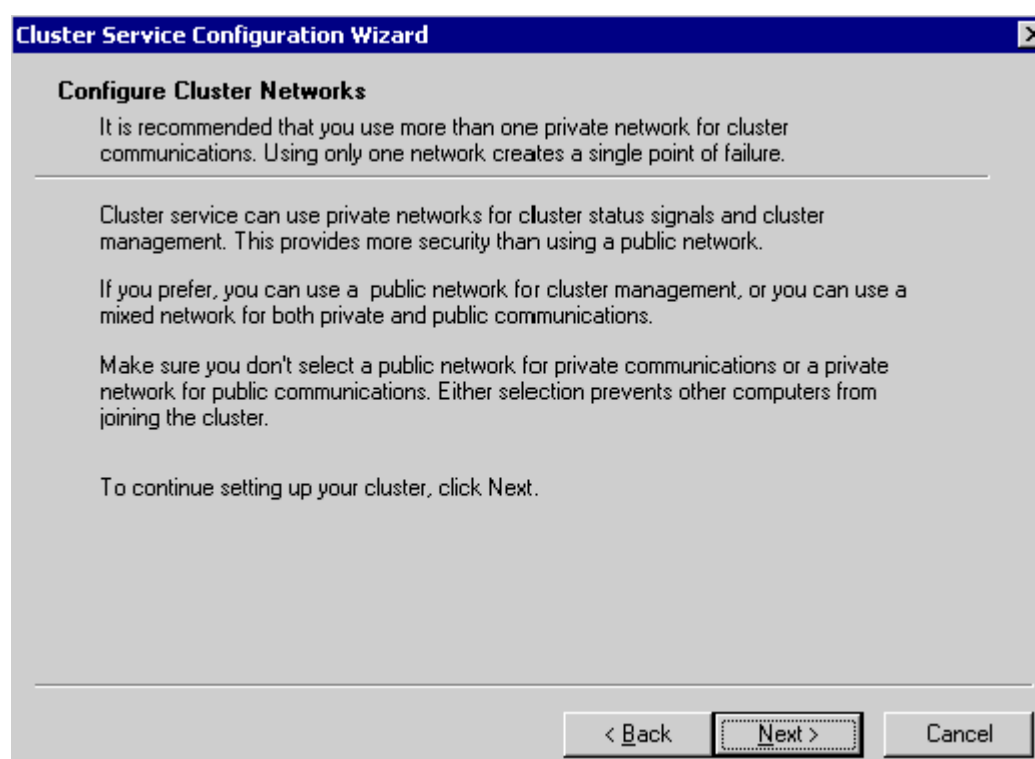 Cluster Service Configuration Wizard
Configure Cluster Networks
It is recommended that you use more than one private network for cluster
communications. Using only one network creates a single point of failure.
Cluster service can use private networks for cluster status signals and cluster
management. This provides more security than using a public network.
If you prefer, you can use a  public network for cluster management, or you can use a
mixed network for both private and public communications.
Make sure you don't select a public network for private communications or a private
network for public communications. Either selection prevents other computers from
joining the cluster.
To continue setting up your cluster, click Next.
< Back Next > Cancel